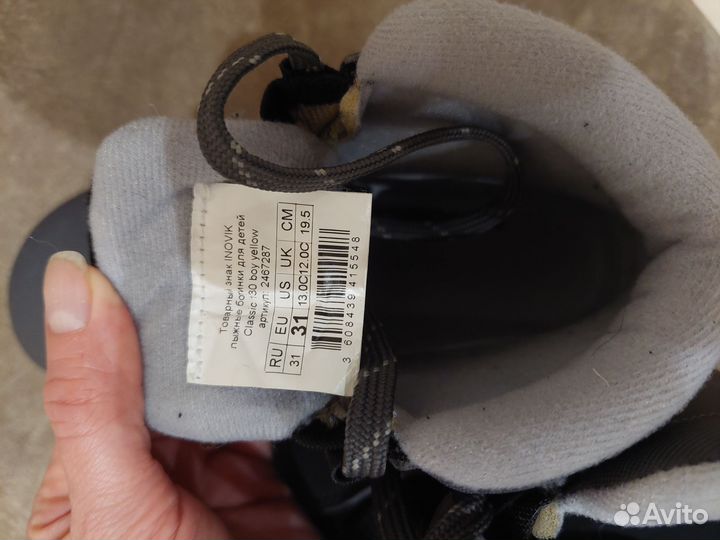 Товарный знак INOVIK
лыжные ботинки для детей
Classic 130 boy yellow
артикул: 2467287
RU EU US UK CM
31 31 13.0C 12.0C 19.5
3 608439 415548
Avito